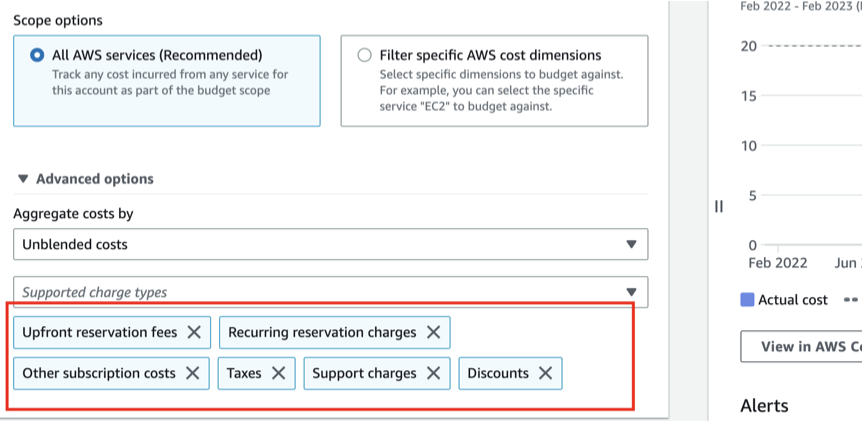 Scope options
All AWS services (Recommended)
Track any cost incurred from any service for
this account as part of the budget scope
Filter specific AWS cost dimensions
Select specific dimensions to budget against.
For example, you can select the specific
service "EC2" to budget against.
Advanced options
Aggregate costs by
Unblended costs
Supported charge types
Upfront reservation fees
Recurring reservation charges
Other subscription costs
Taxes
Support charges
Discounts
Feb 2022 - Feb 2023 (
20
15
10
5
0
Feb 2022 Jun
Actual cost
View in AWS
Alerts